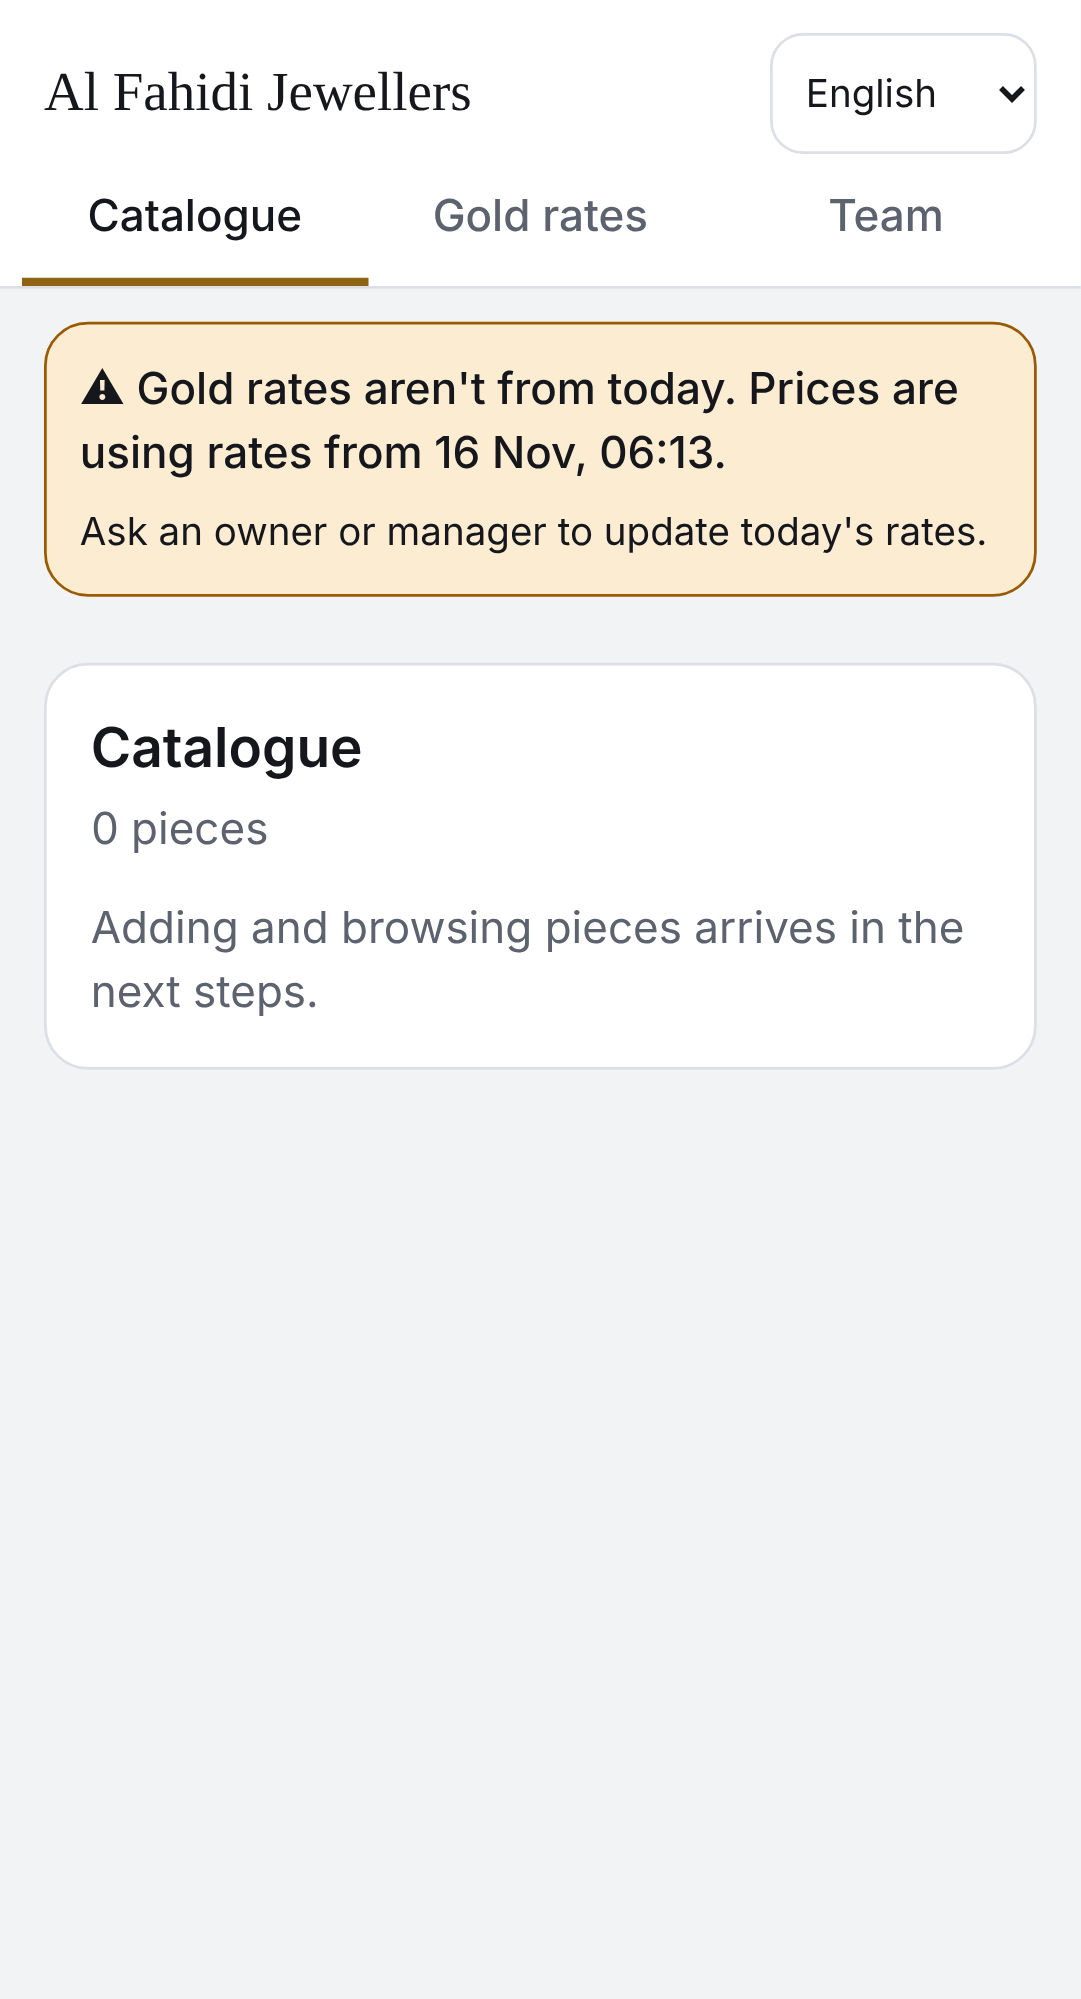 Al Fahidi Jewellers
English
Catalogue Gold rates Team
⚠ Gold rates aren't from today. Prices are
using rates from 16 Nov, 06:13.
Ask an owner or manager to update today's rates.
Catalogue
0 pieces
Adding and browsing pieces arrives in the
next steps.